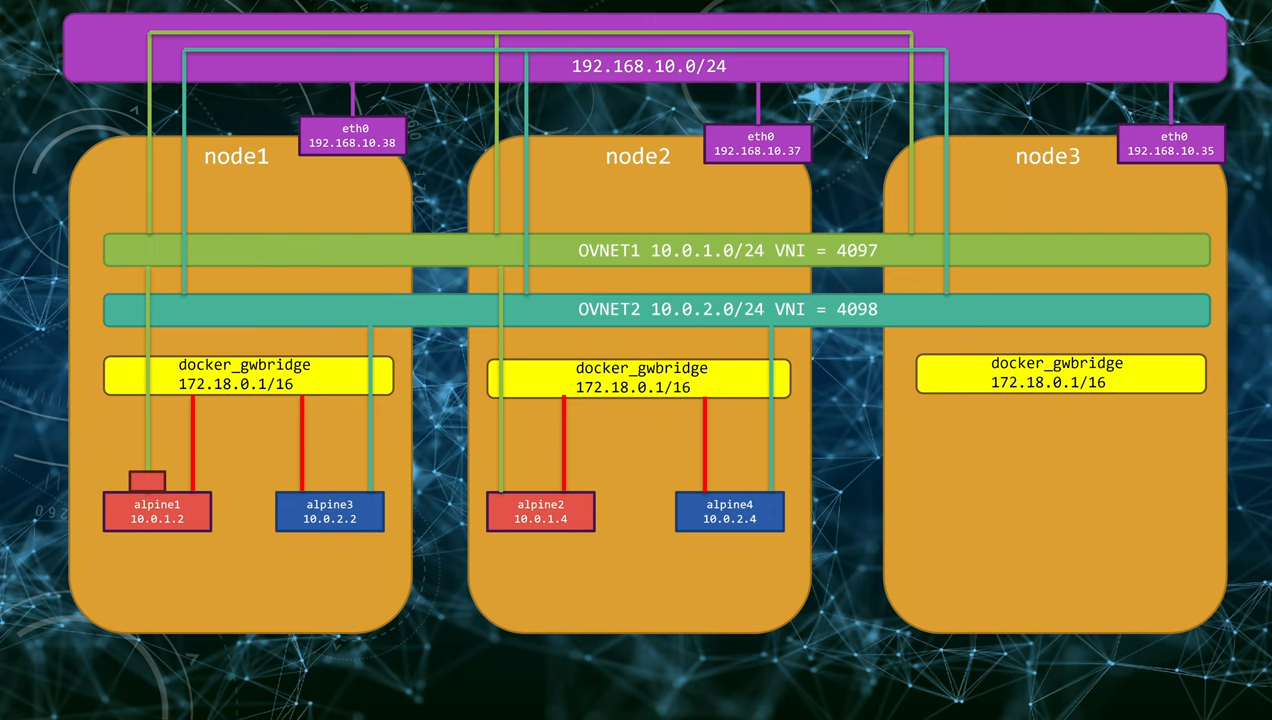 192.168.10.0/24
eth0
192.168.10.38
eth0
192.168.10.37
eth0
192.168.10.35
node1
node2
node3
OVNET1 10.0.1.0/24 VNI = 4097
OVNET2 10.0.2.0/24 VNI = 4098
docker_gwbridge
172.18.0.1/16
docker_gwbridge
172.18.0.1/16
docker_gwbridge
172.18.0.1/16
alpine1
10.0.1.2
alpine3
10.0.2.2
alpine2
10.0.1.4
alpine4
10.0.2.4